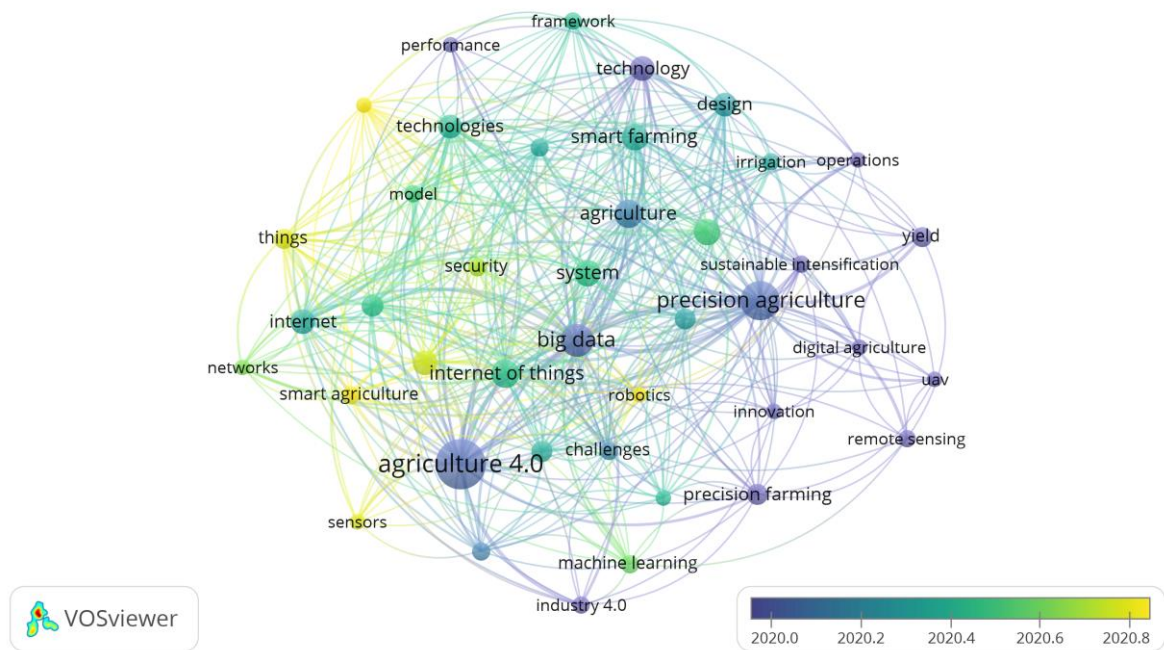 framework
performance
technology
design
technologies
smart farming
irrigation
operations
model
agriculture
things
yield
security
system
sustainable intensification
precision agriculture
internet
big data
digital agriculture
networks
internet of things
uav
smart agriculture
robotics
innovation
remote sensing
challenges
agriculture 4.0
precision farming
sensors
machine learning
industry 4.0
VOSviewer
2020.0 2020.2 2020.4 2020.6 2020.8